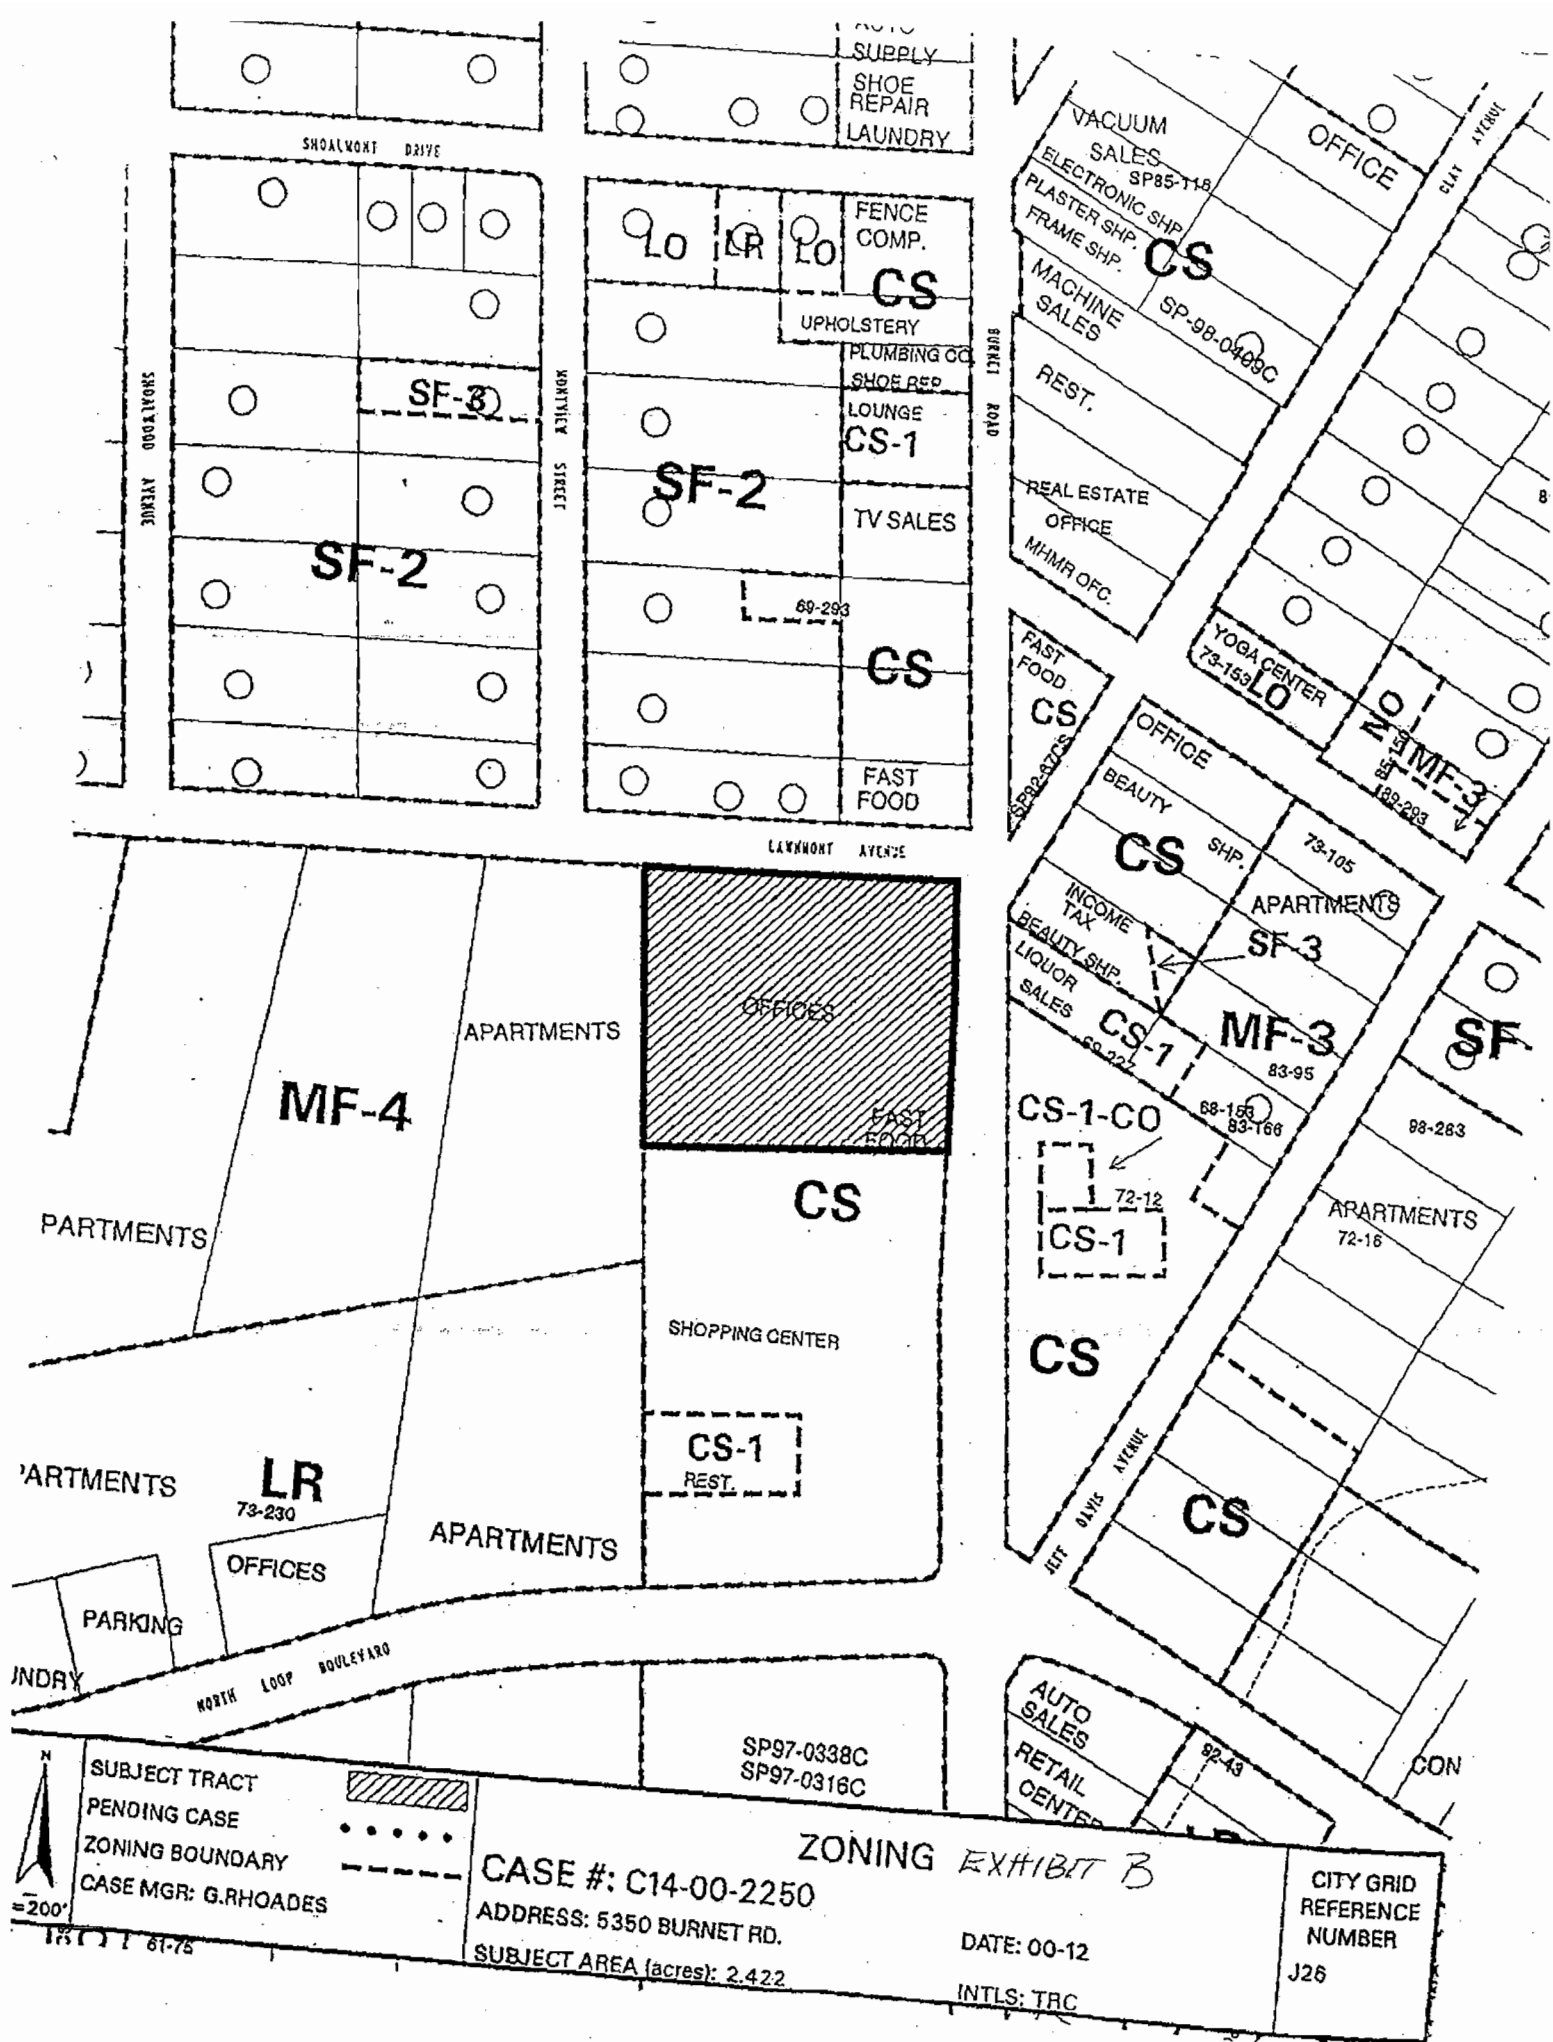 SUPPLY
SHOE
REPAIR
LAUNDRY
SHOALMONT DRIVE
VACUUM
SALES
SP85-116
ELECTRONIC SHP.
PLASTER SHP.
FRAME SHP.
CS
OFFICE
CLAY AVENUE
LO
LR
LO
FENCE
COMP.
CS
UPHOLSTERY
MACHINE
SALES
SP-98-0409C
PLUMBING CO
SHOE REP
BURNET ROAD
REST.
SF-3
SHOALWOOD AVENUE
MONTVIEW STREET
LOUNGE
CS-1
SF-2
TV SALES
REAL ESTATE
OFFICE
MHMR OFC.
SF-2
69-293
CS
FAST
FOOD
CS
SP92-67CS
YOGA CENTER
73-153
LO
NO
MF-3
89-293
OFFICE
BEAUTY
SHP.
CS
FAST
FOOD
LAWNMONT AVENUE
73-105
APARTMENTS
SF-3
INCOME
TAX
BEAUTY SHP.
LIQUOR
SALES
CS-1
69-227
MF-3
83-95
SF-
OFFICES
APARTMENTS
MF-4
FAST
FOOD
CS-1-CO
68-153
83-166
98-263
CS
72-12
CS-1
APARTMENTS
72-16
PARTMENTS
SHOPPING CENTER
CS
CS-1
REST.
'ARTMENTS
LR
73-230
APARTMENTS
OFFICES
PARKING
JEFF DAVIS AVENUE
CS
UNDRY
NORTH LOOP BOULEVARD
AUTO
SALES
RETAIL
CENTER
92-43
CON
SP97-0338C
SP97-0316C
N
=200'
SUBJECT TRACT
PENDING CASE
ZONING BOUNDARY
CASE MGR: G.RHOADES
ZONING EXHIBIT B
CASE #: C14-00-2250
ADDRESS: 5350 BURNET RD.
SUBJECT AREA (acres): 2.422
DATE: 00-12
INTLS: TRC
CITY GRID
REFERENCE
NUMBER
J26
61-75